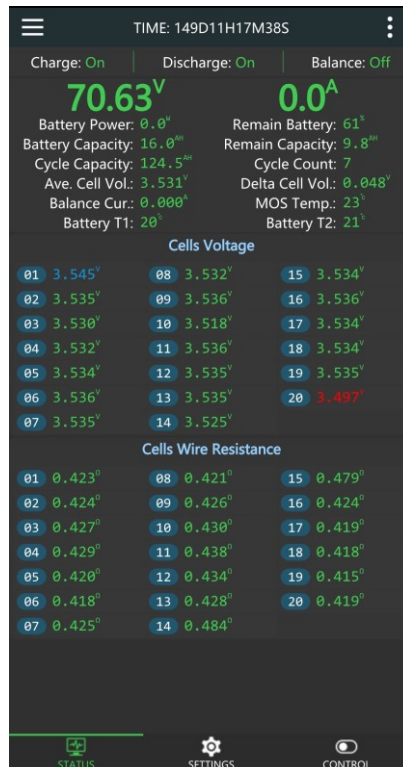 TIME: 149D11H17M38S
Charge: On Discharge: On Balance: Off
70.63V 0.0A
Battery Power: 0.0W Remain Battery: 61%
Battery Capacity: 16.0AH Remain Capacity: 9.8AH
Cycle Capacity: 124.5AH Cycle Count: 7
Ave. Cell Vol.: 3.531V Delta Cell Vol.: 0.048V
Balance Cur.: 0.000A MOS Temp.: 23℃
Battery T1: 20℃ Battery T2: 21℃
Cells Voltage
01 3.545V 08 3.532V 15 3.534V
02 3.535V 09 3.536V 16 3.536V
03 3.530V 10 3.518V 17 3.534V
04 3.532V 11 3.536V 18 3.534V
05 3.534V 12 3.535V 19 3.535V
06 3.536V 13 3.535V 20 3.497V
07 3.535V 14 3.525V
Cells Wire Resistance
01 0.423Ω 08 0.421Ω 15 0.479Ω
02 0.424Ω 09 0.426Ω 16 0.424Ω
03 0.427Ω 10 0.430Ω 17 0.419Ω
04 0.429Ω 11 0.438Ω 18 0.418Ω
05 0.420Ω 12 0.434Ω 19 0.415Ω
06 0.418Ω 13 0.428Ω 20 0.419Ω
07 0.425Ω 14 0.484Ω
STATUS SETTINGS CONTROL